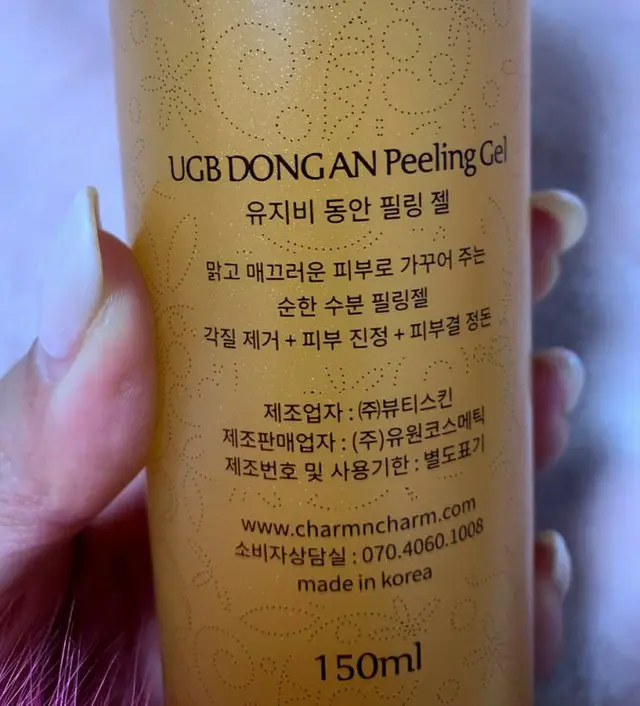 UGB DONG AN Peeling Gel
유지비 동안 필링 젤
맑고 매끄러운 피부로 가꾸어 주는
순한 수분 필링젤
각질 제거 + 피부 진정 + 피부결 정돈
제조업자 : ㈜뷰티스킨
제조판매업자 : (주)유원코스메틱
제조번호 및 사용기한 : 별도표기
www.charmncharm.com
소비자상담실 : 070.4060.1008
made in korea
150ml